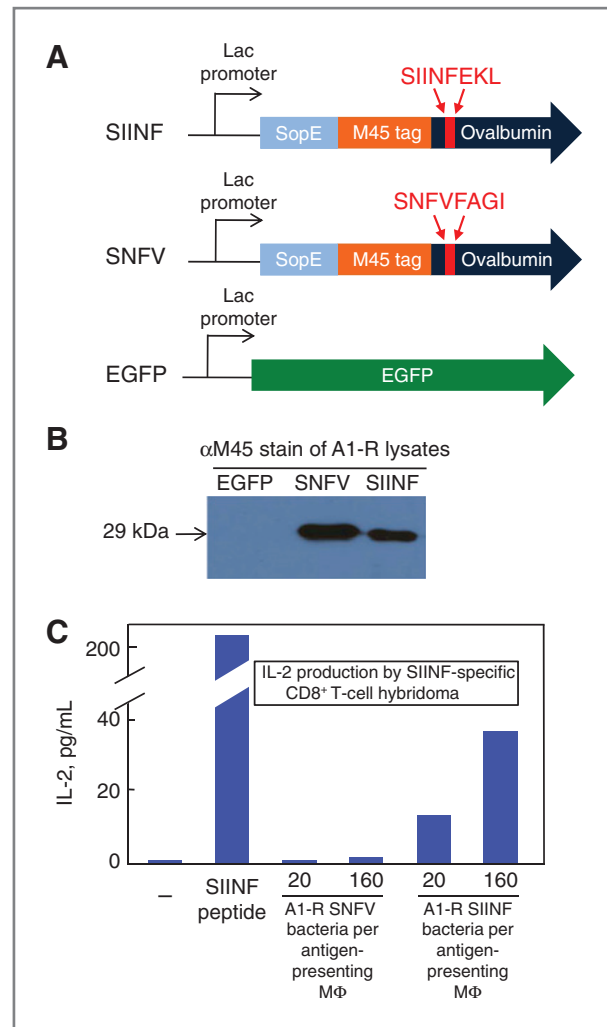 A
Lac
promoter
SIINFEKL
SIINF
SopE
M45 tag
Ovalbumin
Lac
promoter
SNFVFAGI
SNFV
SopE
M45 tag
Ovalbumin
Lac
promoter
EGFP
EGFP
B
αM45 stain of A1-R lysates
EGFP SNFV SIINF
29 kDa
C
IL-2 production by SIINF-specific
CD8+ T-cell hybridoma
IL-2, pg/mL
200
40
20
0
–
SIINF
peptide
20 160
A1-R SNFV
bacteria per
antigen-
presenting
MΦ
20 160
A1-R SIINF
bacteria per
antigen-
presenting
MΦ